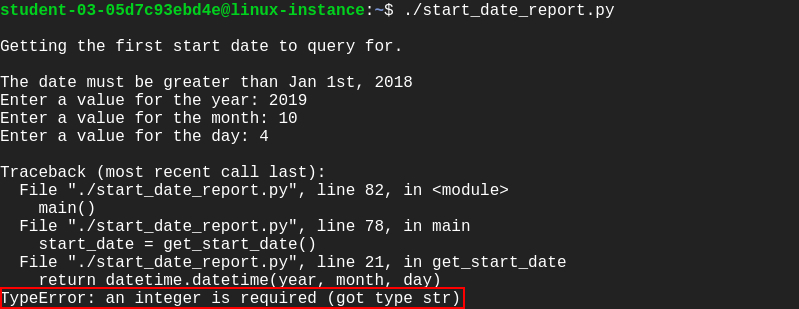 student-03-05d7c93ebd4e@linux-instance:~$ ./start_date_report.py
Getting the first start date to query for.
The date must be greater than Jan 1st, 2018
Enter a value for the year: 2019
Enter a value for the month: 10
Enter a value for the day: 4
Traceback (most recent call last):
  File "./start_date_report.py", line 82, in <module>
    main()
  File "./start_date_report.py", line 78, in main
    start_date = get_start_date()
  File "./start_date_report.py", line 21, in get_start_date
    return datetime.datetime(year, month, day)
TypeError: an integer is required (got type str)